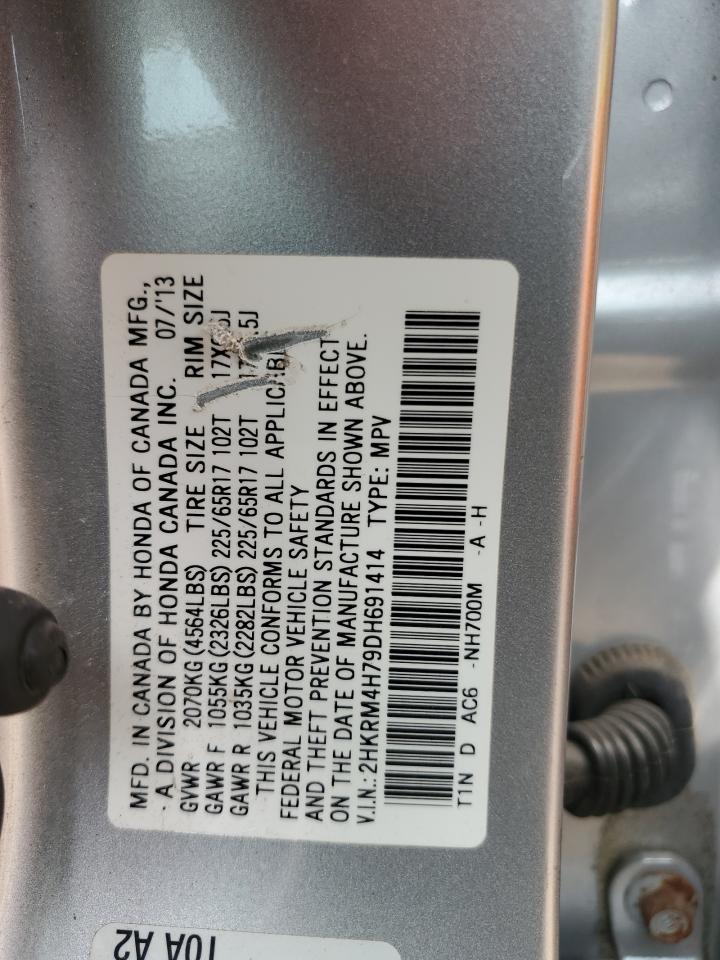 MFD. IN CANADA BY HONDA OF CANADA MFG.,
A DIVISION OF HONDA CANADA INC. 07/'13
GVWR 2070KG(4564LBS) TIRE SIZE RIM SIZE
GAWR F 1055KG(2326LBS) 225/65R17 102T
GAWR R 1035KG(2282LBS) 225/65R17 102T
THIS VEHICLE CONFORMS TO ALL
FEDERAL MOTOR VEHICLE SAFETY
AND THEFT PREVENTION STANDARDS IN EFFECT
ON THE DATE OF MANUFACTURE SHOWN ABOVE.
V.I.N.: 2HKRM4H79DH691414 TYPE: MPV
T1N D AC6 -NH700M -A -H
10A A2